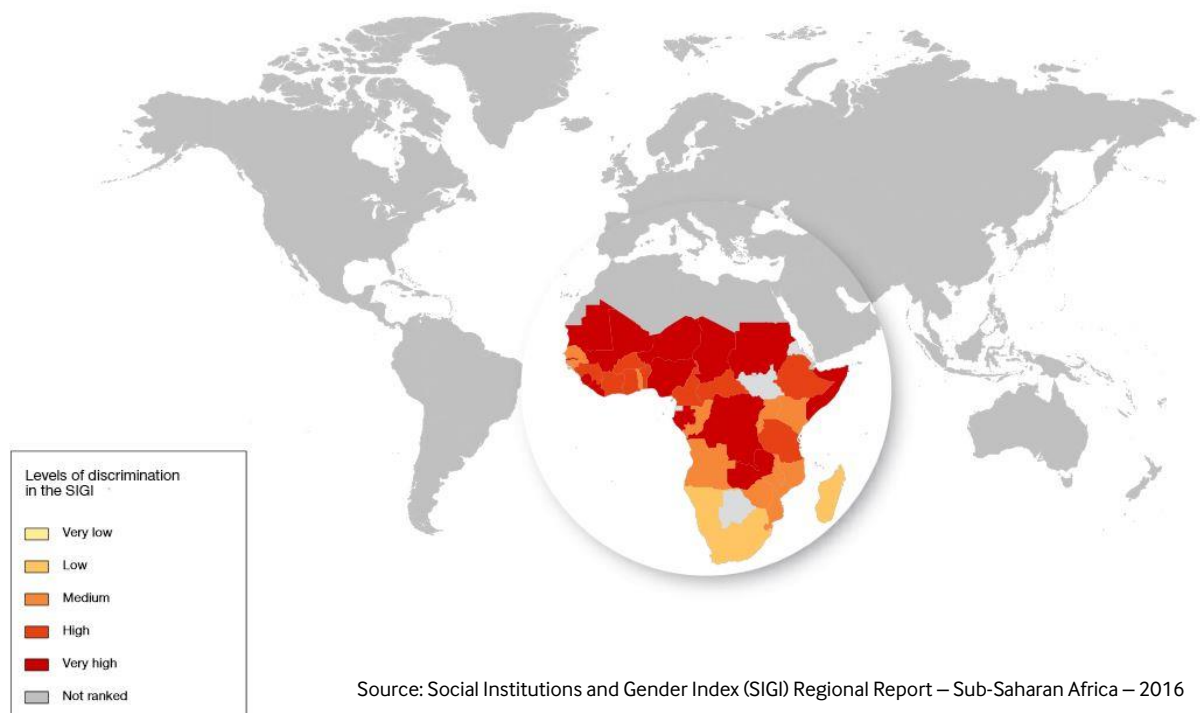 Levels of discrimination
in the SIGI
Very low
Low
Medium
High
Very high
Not ranked
Source: Social Institutions and Gender Index (SIGI) Regional Report – Sub-Saharan Africa – 2016